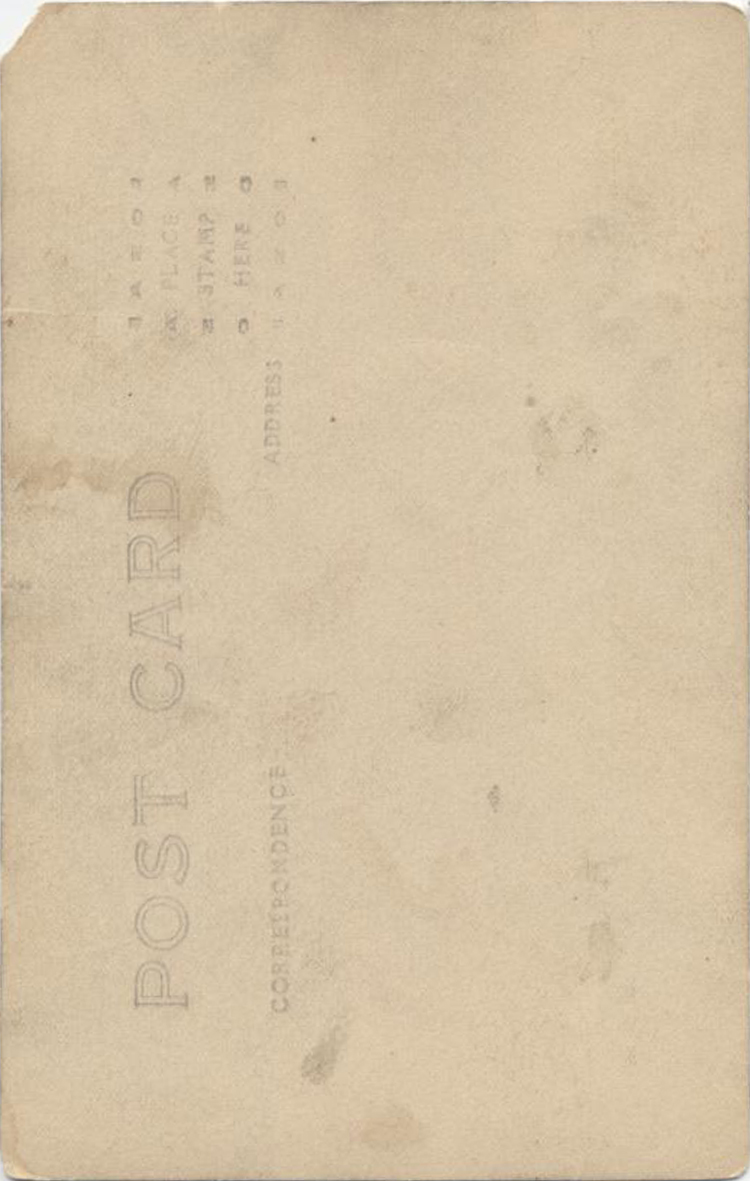 POST CARD
A Z O
A PLACE A
Z STAMP Z
O HERE O
A Z O
CORRESPONDENCE
ADDRESS